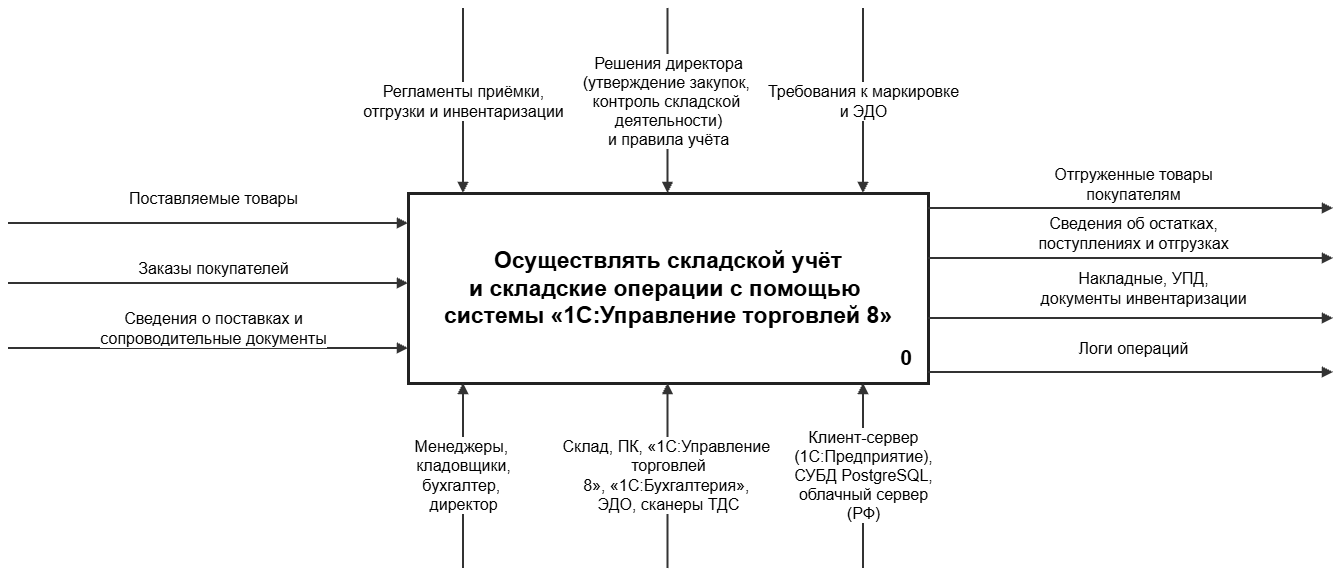 Регламенты приёмки,
отгрузки и инвентаризации
Решения директора
(утверждение закупок,
контроль складской
деятельности)
и правила учёта
Требования к маркировке
и ЭДО
Поставляемые товары
Заказы покупателей
Сведения о поставках и
сопроводительные документы
Осуществлять складской учёт
и складские операции с помощью
системы «1С:Управление торговлей 8»
0
Отгруженные товары
покупателям
Сведения об остатках,
поступлениях и отгрузках
Накладные, УПД,
документы инвентаризации
Логи операций
Менеджеры,
кладовщики,
бухгалтер,
директор
Склад, ПК, «1С:Управление
торговлей
8», «1С:Бухгалтерия»,
ЭДО, сканеры ТДС
Клиент-сервер
(1С:Предприятие),
СУБД PostgreSQL,
облачный сервер
(РФ)